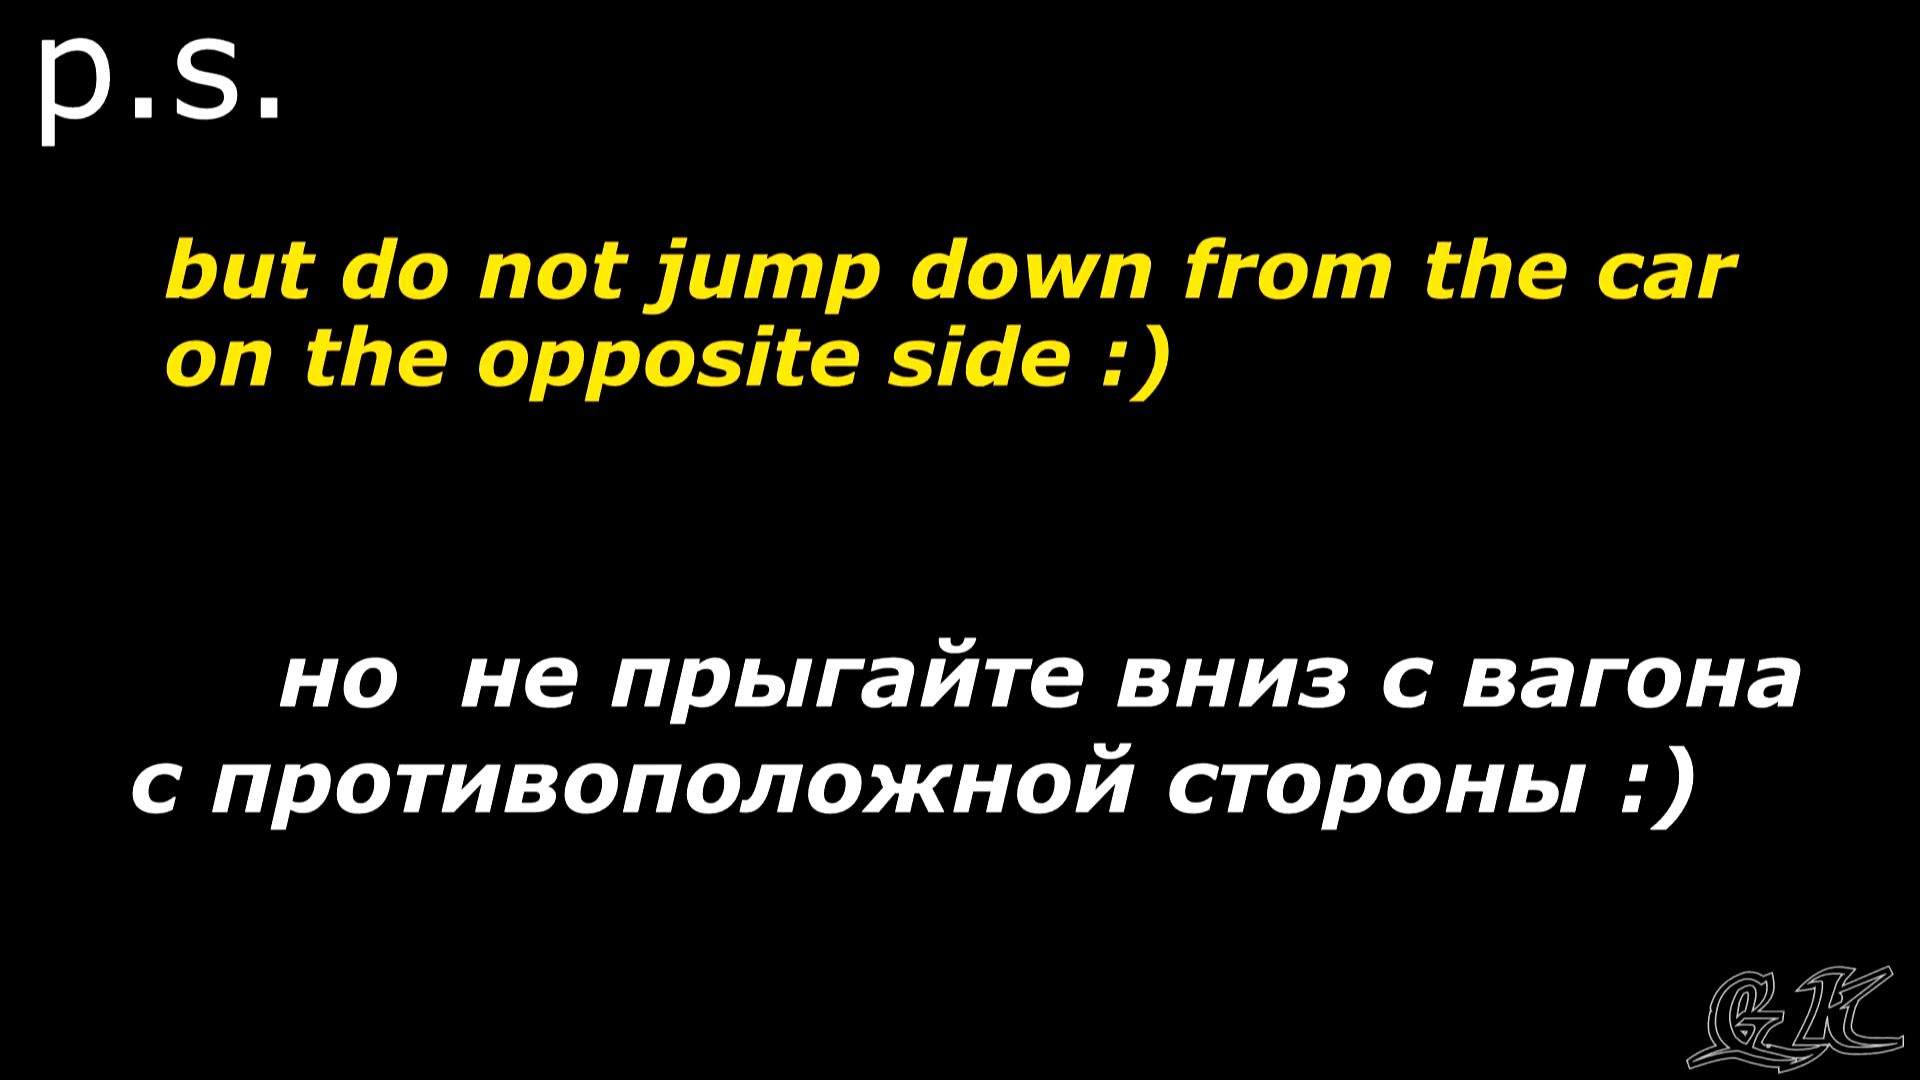 p.s.
but do not jump down from the car
on the opposite side :)
но не прыгайте вниз с вагона
с противоположной стороны :)
GK